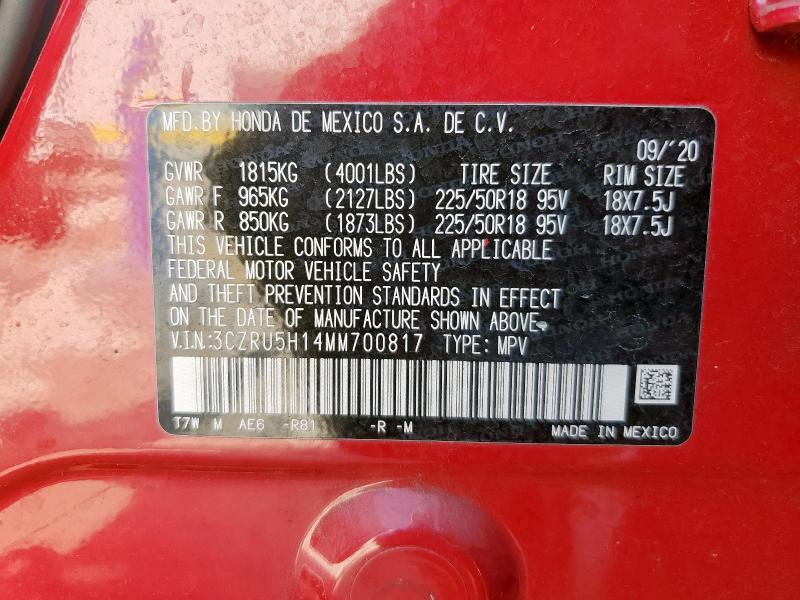 MFD.BY HONDA DE MEXICO S.A. DE C.V.
09/'20
GVWR 1815KG (4001LBS) TIRE SIZE RIM SIZE
GAWR F 965KG (2127LBS) 225/50R18 95V 18X7.5J
GAWR R 850KG (1873LBS) 225/50R18 95V 18X7.5J
THIS VEHICLE CONFORMS TO ALL APPLICABLE
FEDERAL MOTOR VEHICLE SAFETY
AND THEFT PREVENTION STANDARDS IN EFFECT
ON THE DATE OF MANUFACTURE SHOWN ABOVE.
V.I.N:3CZRU5H14MM700817 TYPE: MPV
T7W M AE6 -R81 -R -M
MADE IN MEXICO